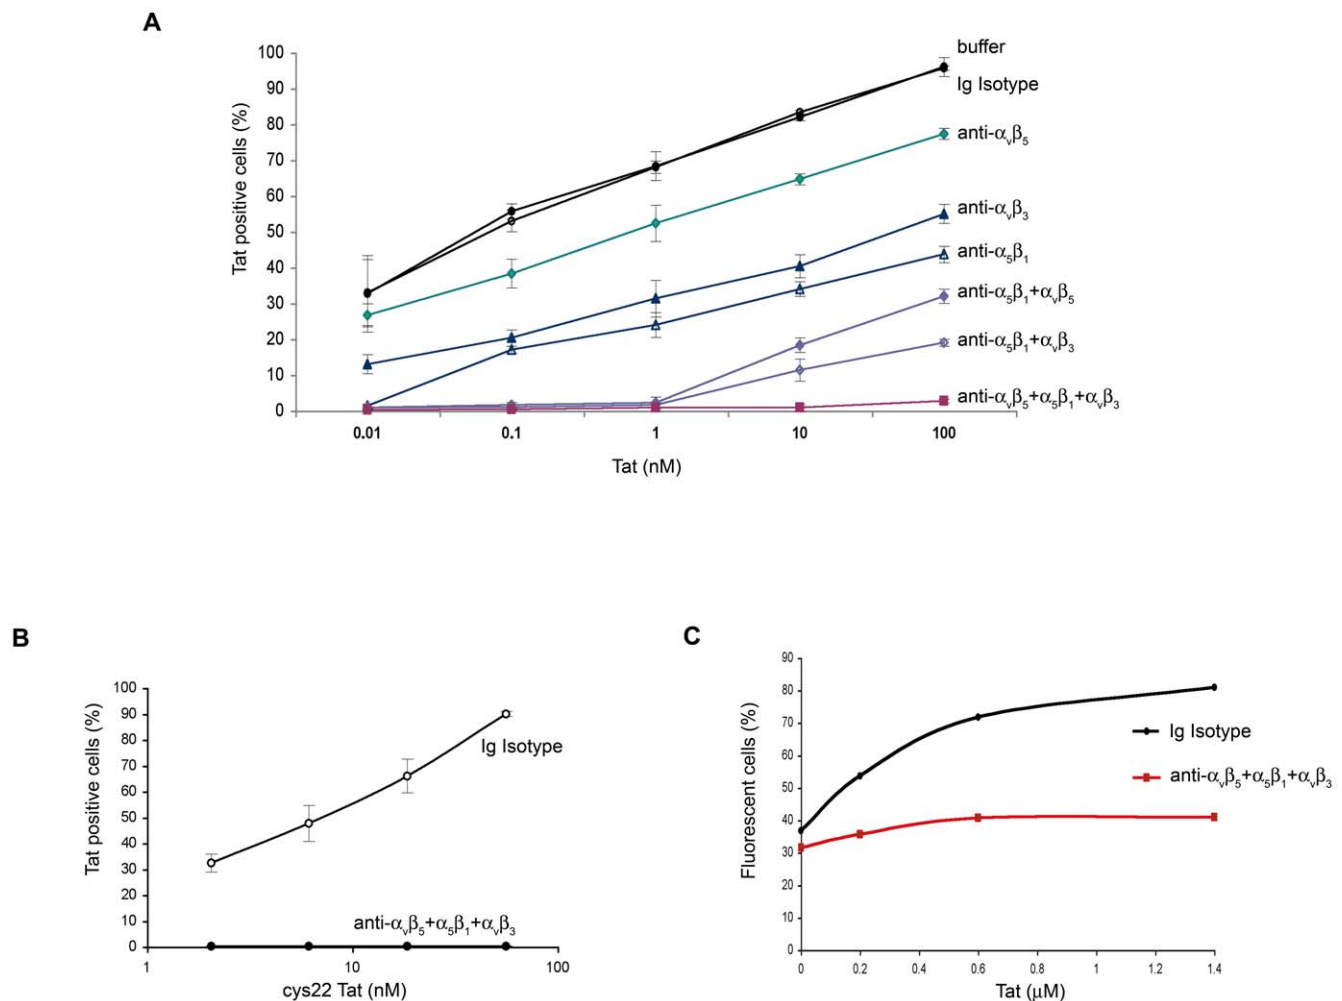 A
Tat positive cells (%)
100
90
80
70
60
50
40
30
20
10
0
0.01 0.1 1 10 100
Tat (nM)
buffer
Ig Isotype
anti-αvβ5
anti-αvβ3
anti-α5β1
anti-α5β1+αvβ5
anti-α5β1+αvβ3
anti-αvβ5+α5β1+αvβ3
B
Tat positive cells (%)
100
90
80
70
60
50
40
30
20
10
0
1 10 100
cys22 Tat (nM)
Ig Isotype
anti-αvβ5+α5β1+αvβ3
C
Fluorescent cells (%)
90
80
70
60
50
40
30
20
10
0
0 0.2 0.4 0.6 0.8 1 1.2 1.4
Tat (μM)
Ig Isotype
anti-αvβ5+α5β1+αvβ3